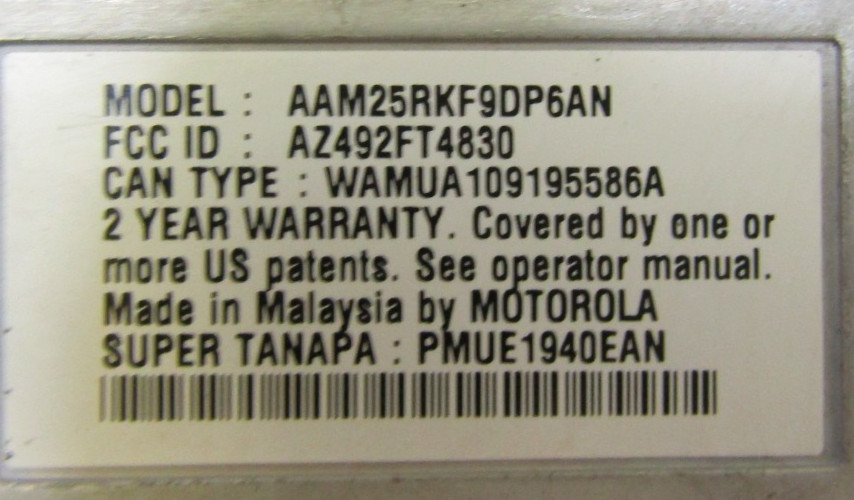 MODEL : AAM25RKF9DP6AN
FCC ID : AZ492FT4830
CAN TYPE : WAMUA109195586A
2 YEAR WARRANTY. Covered by one or
more US patents. See operator manual.
Made in Malaysia by MOTOROLA
SUPER TANAPA : PMUE1940EAN